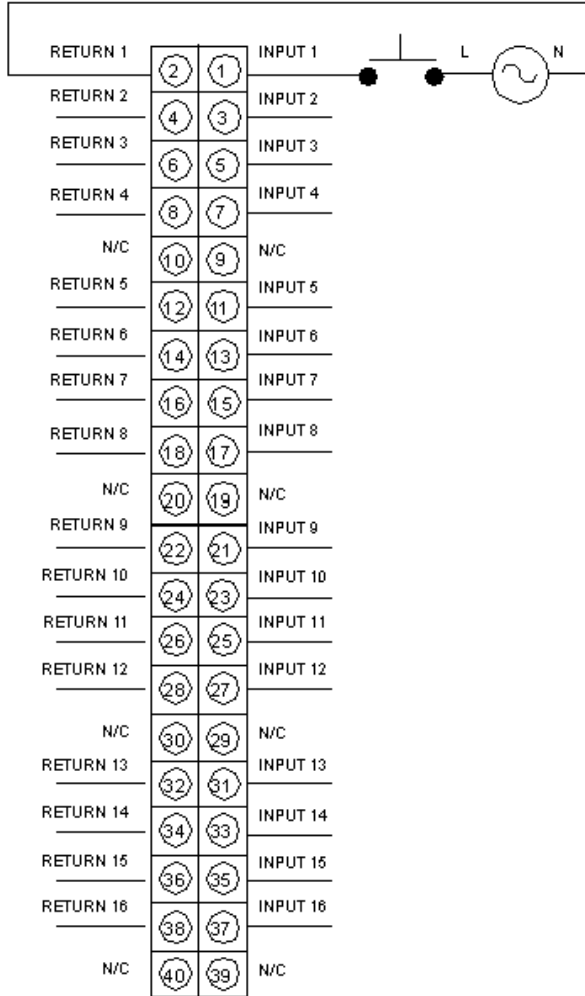 RETURN 1 2 1 INPUT 1 L N
RETURN 2 4 3 INPUT 2
RETURN 3 6 5 INPUT 3
RETURN 4 8 7 INPUT 4
N/C 10 9 N/C
RETURN 5 12 11 INPUT 5
RETURN 6 14 13 INPUT 6
RETURN 7 16 15 INPUT 7
RETURN 8 18 17 INPUT 8
N/C 20 19 N/C
RETURN 9 22 21 INPUT 9
RETURN 10 24 23 INPUT 10
RETURN 11 26 25 INPUT 11
RETURN 12 28 27 INPUT 12
N/C 30 29 N/C
RETURN 13 32 31 INPUT 13
RETURN 14 34 33 INPUT 14
RETURN 15 36 35 INPUT 15
RETURN 16 38 37 INPUT 16
N/C 40 39 N/C